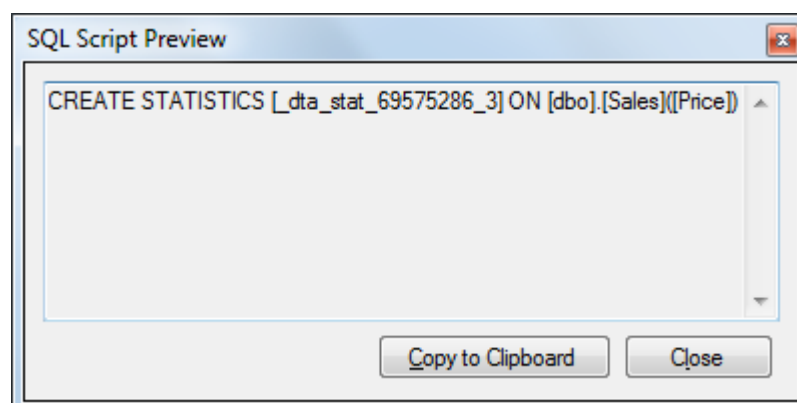 SQL Script Preview
CREATE STATISTICS [_dta_stat_69575286_3] ON [dbo].[Sales]([Price])
Copy to Clipboard
Close